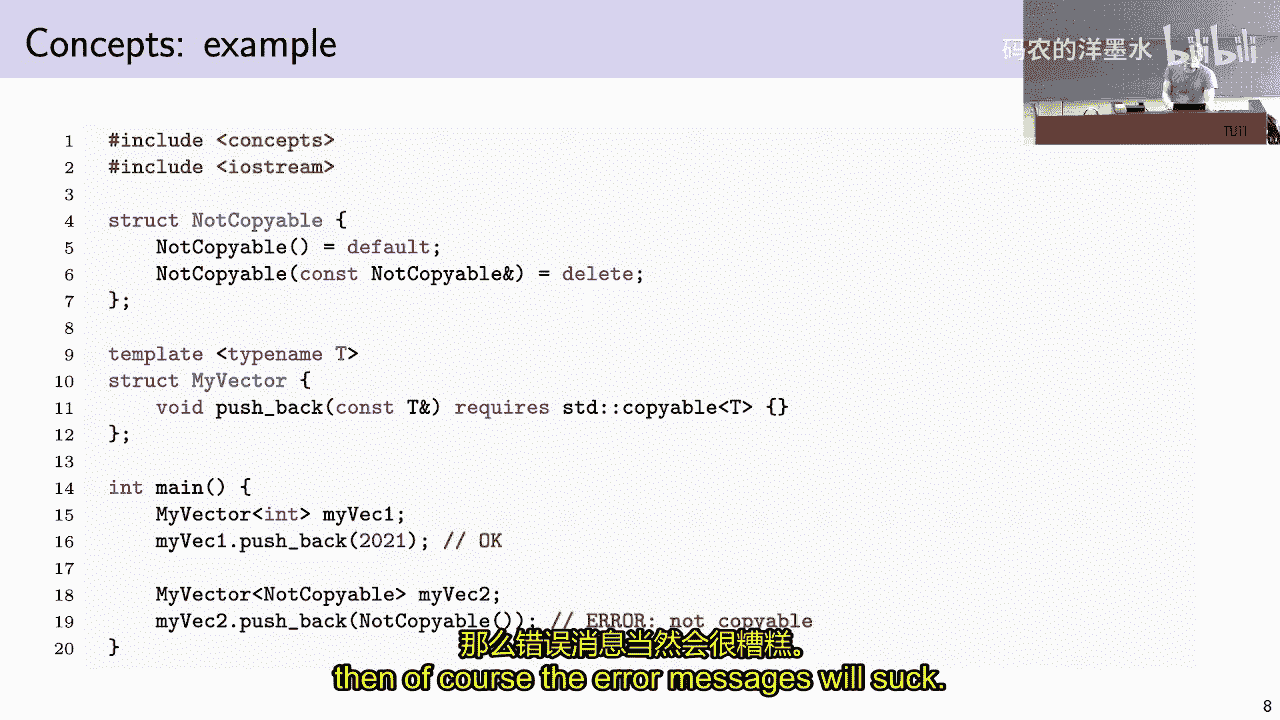 Concepts: example
码农的洋墨水 bilibili
TUM
1 #include <concepts>
2 #include <iostream>
3
4 struct NotCopyable {
5 NotCopyable() = default;
6 NotCopyable(const NotCopyable&) = delete;
7 };
8
9 template <typename T>
10 struct MyVector {
11 void push_back(const T&) requires std::copyable<T> {}
12 };
13
14 int main() {
15 MyVector<int> myVec1;
16 myVec1.push_back(2021); // OK
17
18 MyVector<NotCopyable> myVec2;
19 myVec2.push_back(NotCopyable()); // ERROR: not copyable
20 }
那么错误消息当然会很糟糕。
then of course the error messages will suck.
8